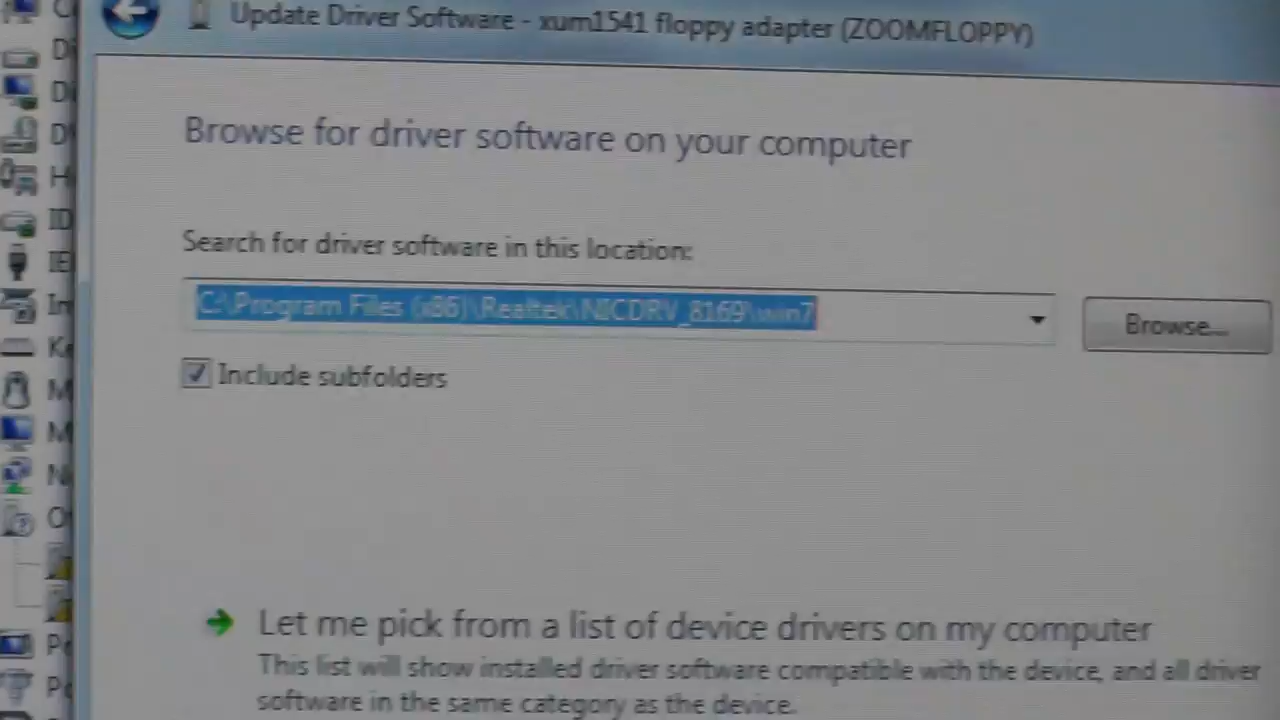 Update Driver Software - xum1541 floppy adapter (ZOOMFLOPPY)
Browse for driver software on your computer
Search for driver software in this location:
C:\Program Files (x86)\Realtek\NICDRV_8169\win7
Browse...
Include subfolders
Let me pick from a list of device drivers on my computer
This list will show installed driver software compatible with the device, and all driver
software in the same category as the device.